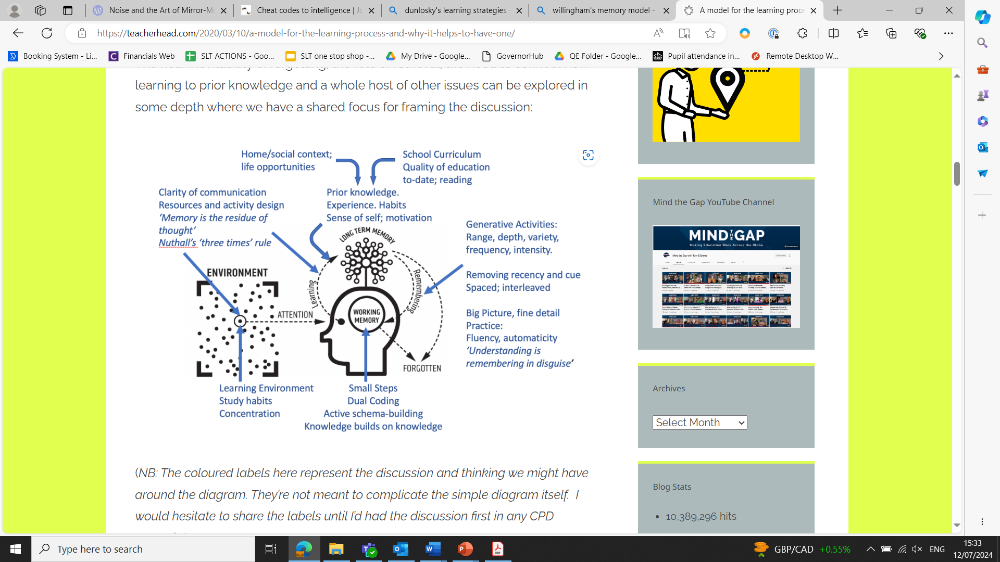 Noise and the Art of Mirror-M
Cheat codes to intelligence | Jo
dunlosky's learning strategies -
willingham's memory model -
A model for the learning proce
https://teacherhead.com/2020/03/10/a-model-for-the-learning-process-and-why-it-helps-to-have-one/
Booking System - Li...
Financials Web
SLT ACTIONS - Goo...
SLT one stop shop -...
My Drive - Google...
GovernorHub
QE Folder - Google...
Pupil attendance in...
Remote Desktop W...
learning to prior knowledge and a whole host of other issues can be explored in
some depth where we have a shared focus for framing the discussion:
Home/social context;
life opportunities
School Curriculum
Quality of education
to-date; reading
Clarity of communication
Resources and activity design
‘Memory is the residue of
thought’
Nuthall’s ‘three times’ rule
Prior knowledge.
Experience. Habits
Sense of self; motivation
Generative Activities:
Range, depth, variety,
frequency, intensity.
Removing recency and cue
Spaced; interleaved
Big Picture, fine detail
Practice:
Fluency, automaticity
‘Understanding is
remembering in disguise’
LONG TERM MEMORY
ENVIRONMENT
Learning
Remembering
ATTENTION
WORKING
MEMORY
FORGOTTEN
Learning Environment
Study habits
Concentration
Small Steps
Dual Coding
Active schema-building
Knowledge builds on knowledge
(NB: The coloured labels here represent the discussion and thinking we might have
around the diagram. They’re not meant to complicate the simple diagram itself. I
would hesitate to share the labels until I’d had the discussion first in any CPD
Mind the Gap YouTube Channel
MIND THE GAP
Making Education Work Across the Globe
Mind the Gap with Tom & Emma
Archives
Select Month
Blog Stats
10,389,296 hits
Type here to search
GBP/CAD +0.55%
ENG
15:33
12/07/2024